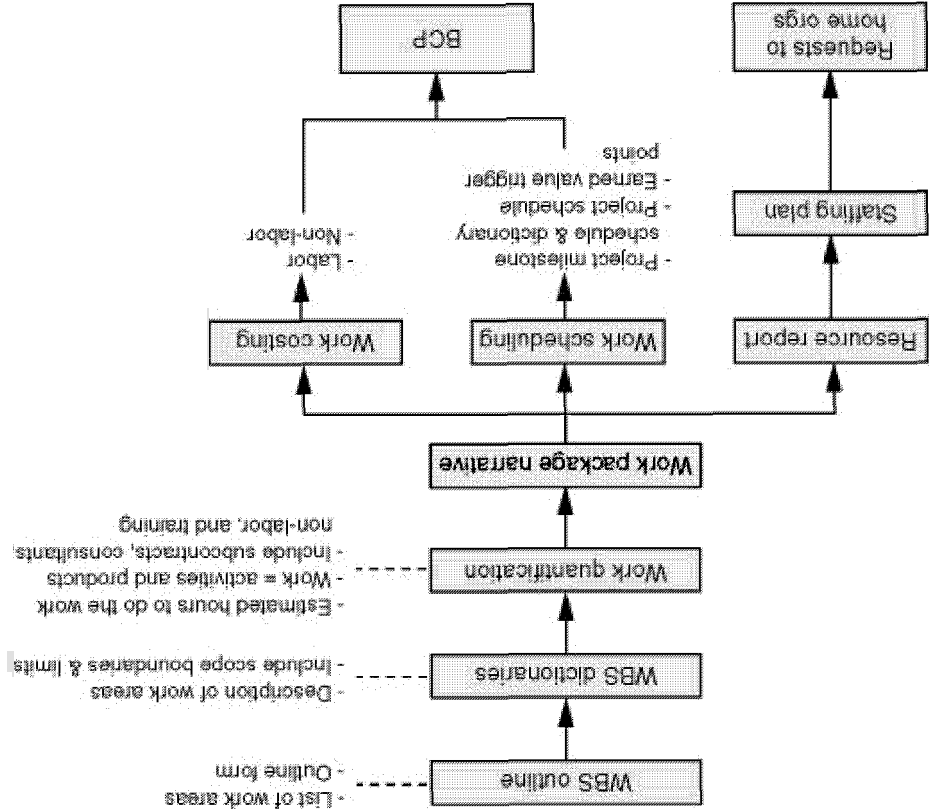 WBS outline
- List of work areas
- Outline form
WBS dictionaries
- Description of work areas
- Include scope boundaries & limits
Work quantification
- Estimated hours to do the work
- Work = activities and products
- Include subcontracts, consultants,
non-labor, and training
Work package narrative
Resource report
Staffing plan
Requests to
home orgs
Work scheduling
- Project milestone
schedule & dictionary
- Project schedule
- Earned value trigger
points
Work costing
- Labor
- Non-labor
BCP